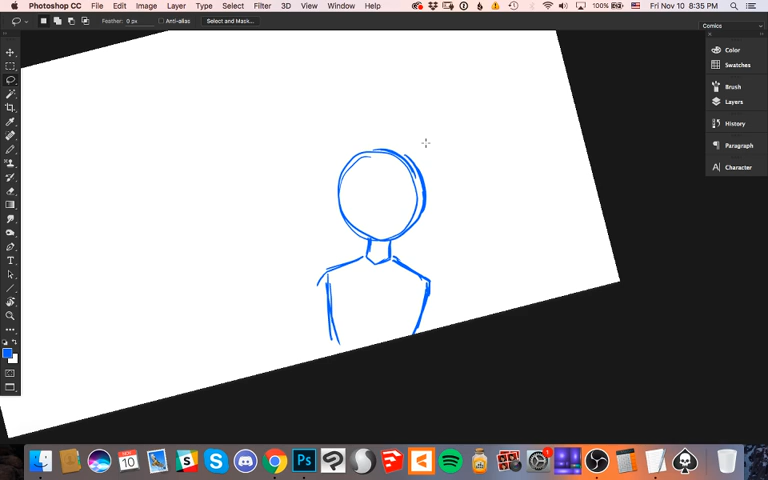 Photoshop CC File Edit Image Layer Type Select Filter 3D View Window Help 100% Fri Nov 10 8:35 PM
Feather: 0 px Anti-alias Select and Mask... Comics
Color
Swatches
Brush
Layers
History
Paragraph
Character
NOV
10